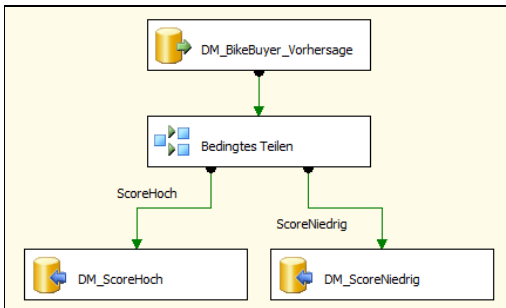 DM_BikeBuyer_Vorhersage
Bedingtes Teilen
ScoreHoch
ScoreNiedrig
DM_ScoreHoch
DM_ScoreNiedrig